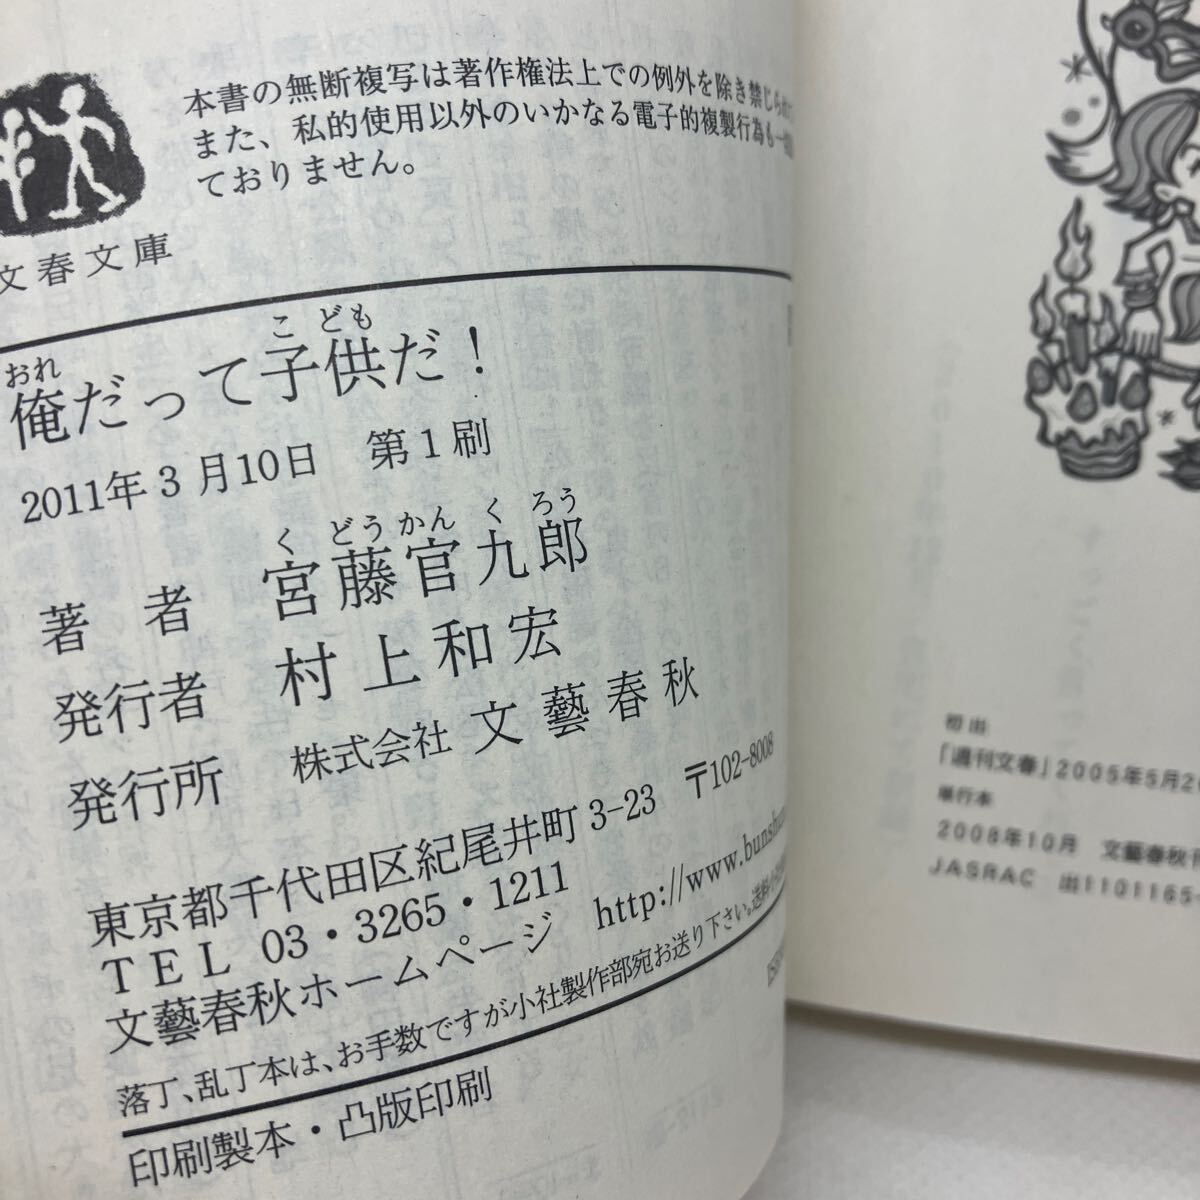 本書の無断複写は著作権法上での例外を除き禁じられ
また、私的使用以外のいかなる電子的複製行為も一切
ておりません。
文春文庫
おれ こども
俺だって子供だ！
2011年3月10日 第1刷
くどうかんくろう
著者 宮藤官九郎
発行者 村上和宏
発行所 株式会社 文藝春秋
東京都千代田区紀尾井町 3-23 〒102-8008
TEL 03・3265・1211
文藝春秋ホームページ http://www.bunshun
落丁、乱丁本は、お手数ですが小社製作部宛お送り下さい。送料小社
印刷製本・凸版印刷
初出
「週刊文春」2005年5月2
単行本
2008年10月 文藝春秋刊
JASRAC 出1101165